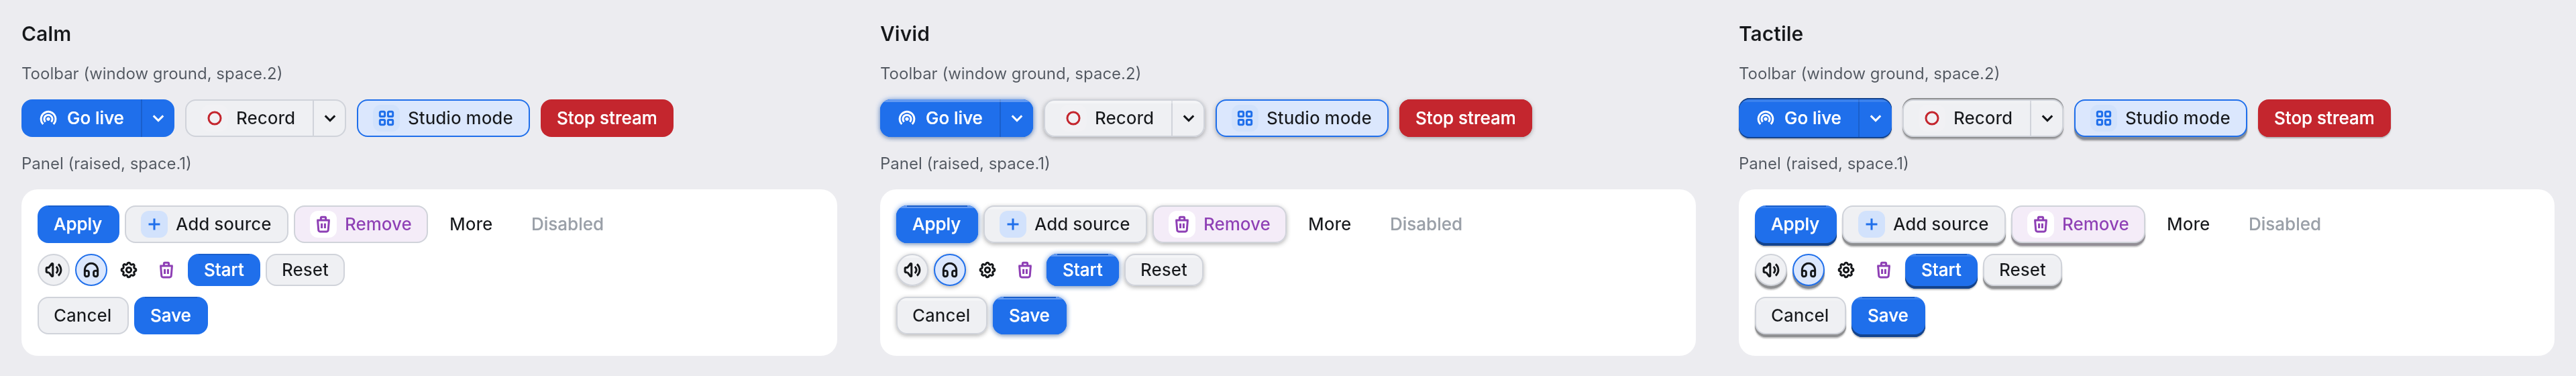 Calm
Toolbar (window ground, space.2)
Go live Record Studio mode Stop stream
Panel (raised, space.1)
Apply Add source Remove More Disabled
Start Reset
Cancel Save
Vivid
Toolbar (window ground, space.2)
Go live Record Studio mode Stop stream
Panel (raised, space.1)
Apply Add source Remove More Disabled
Start Reset
Cancel Save
Tactile
Toolbar (window ground, space.2)
Go live Record Studio mode Stop stream
Panel (raised, space.1)
Apply Add source Remove More Disabled
Start Reset
Cancel Save